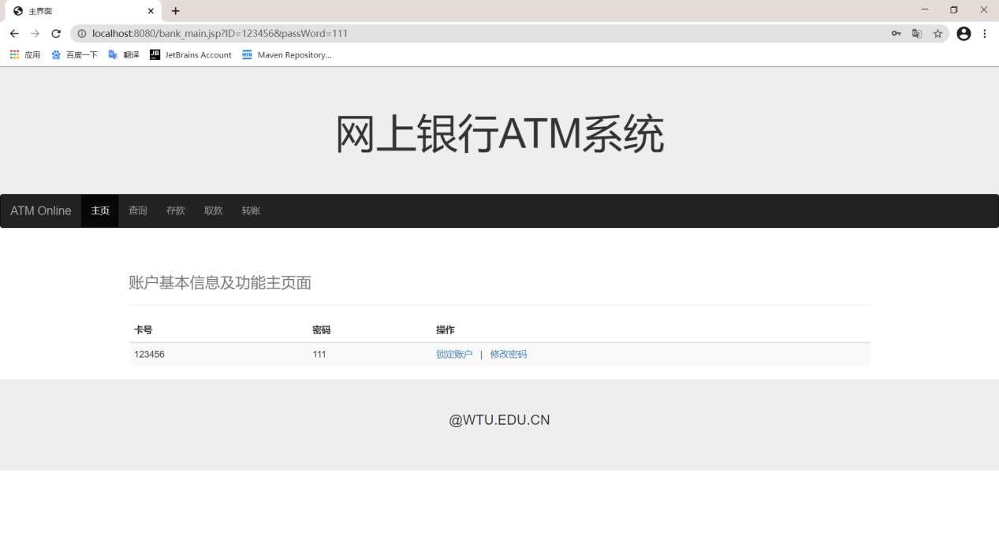 主界面
localhost:8080/bank_main.jsp?ID=123456&passWord=111
应用 百度一下 翻译 JB JetBrains Account MVN Maven Repository...
网上银行ATM系统
ATM Online 主页 查询 存款 取款 转账
账户基本信息及功能主页面
卡号 密码 操作
123456 111 锁定账户 | 修改密码
@WTU.EDU.CN